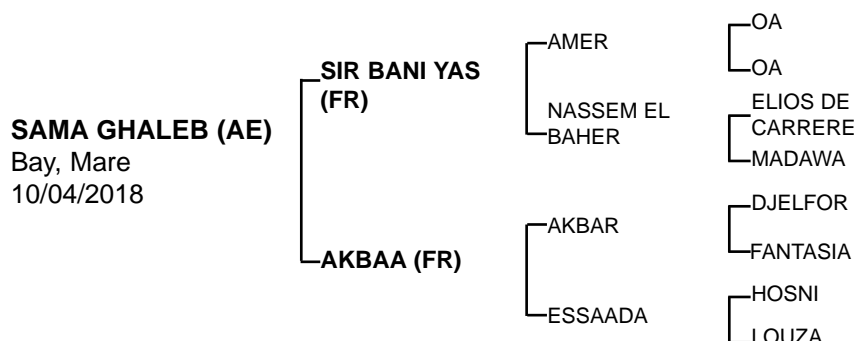 SAMA GHALEB (AE)
Bay, Mare
10/04/2018
SIR BANI YAS
(FR)
AKBAA (FR)
AMER
NASSEM EL
BAHER
AKBAR
ESSAADA
OA
OA
ELIOS DE
CARRERE
MADAWA
DJELFOR
FANTASIA
HOSNI
LOUZA